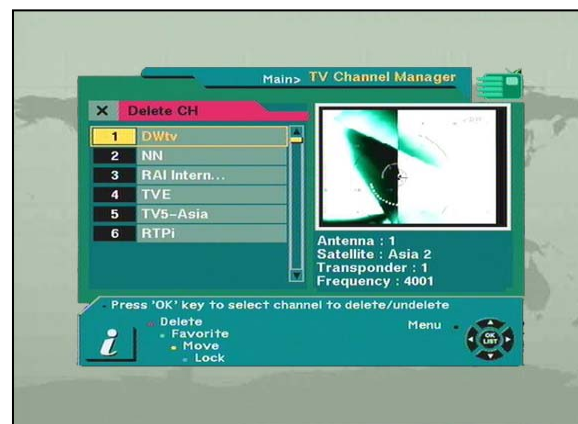 Main> TV Channel Manager
X Delete CH
1 DWtv
2 NN
3 RAI Intern...
4 TVE
5 TV5-Asia
6 RTPi
Antenna : 1
Satellite : Asia 2
Transponder : 1
Frequency : 4001
Press 'OK' key to select channel to delete/undelete
Delete
Favorite
Move
Lock
Menu
OK
LIST
i